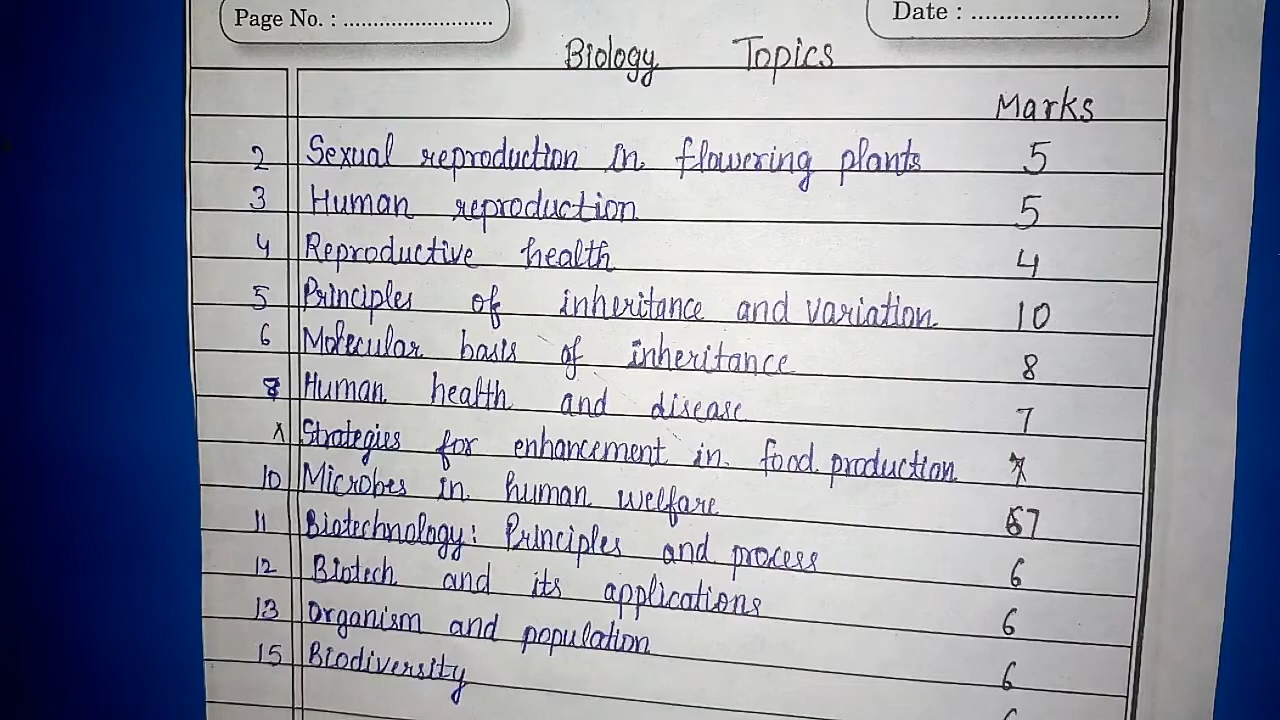 Page No. : ........................
Date : ......................
Biology Topics
Marks
2 Sexual reproduction in flowering plants 5
3 Human reproduction 5
4 Reproductive health 4
5 Principles of inheritance and variation 10
6 Molecular basis of inheritance 8
8 Human health and disease 7
x Strategies for enhancement in food production x
10 Microbes in human welfare 7
11 Biotechnology: Principles and process 6
12 Biotech and its applications 6
13 Organism and population 6
15 Biodiversity